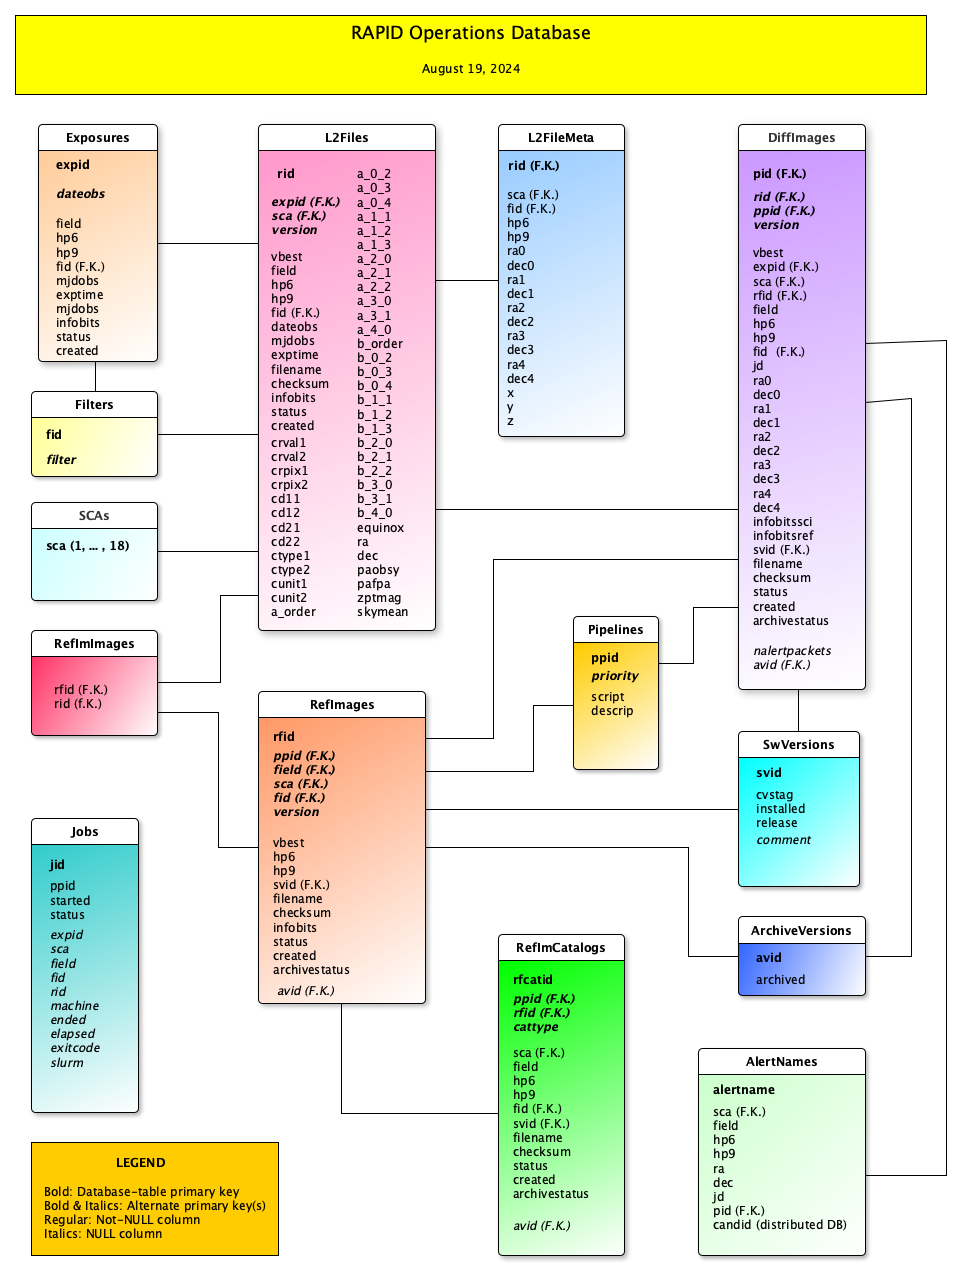 RAPID Operations Database
August 19, 2024
Exposures
expid
dateobs
field
hp6
hp9
fid (F.K.)
mjdobs
exptime
mjdobs
infobits
status
created
Filters
fid
filter
SCAs
sca (1, ... , 18)
RefImImages
rfid (F.K.)
rid (f.K.)
Jobs
jid
ppid
started
status
expid
sca
field
fid
rid
machine
ended
elapsed
exitcode
slurm
LEGEND
Bold: Database-table primary key
Bold & Italics: Alternate primary key(s)
Regular: Not-NULL column
Italics: NULL column
L2Files
rid
expid (F.K.)
sca (F.K.)
version
vbest
field
hp6
hp9
fid (F.K.)
dateobs
mjdobs
exptime
filename
checksum
infobits
status
created
crval1
crval2
crpix1
crpix2
cd11
cd12
cd21
cd22
ctype1
ctype2
cunit1
cunit2
a_order
a_0_2
a_0_3
a_0_4
a_1_1
a_1_2
a_1_3
a_2_0
a_2_1
a_2_2
a_3_0
a_3_1
a_4_0
b_order
b_0_2
b_0_3
b_0_4
b_1_1
b_1_2
b_1_3
b_2_0
b_2_1
b_2_2
b_3_0
b_3_1
b_4_0
equinox
ra
dec
paobsy
pafpa
zptmag
skymean
RefImages
rfid
ppid (F.K.)
field (F.K.)
sca (F.K.)
fid (F.K.)
version
vbest
hp6
hp9
svid (F.K.)
filename
checksum
infobits
status
created
archivestatus
avid (F.K.)
L2FileMeta
rid (F.K.)
sca (F.K.)
fid (F.K.)
hp6
hp9
ra0
dec0
ra1
dec1
ra2
dec2
ra3
dec3
ra4
dec4
x
y
z
Pipelines
ppid
priority
script
descrip
RefImCatalogs
rfcatid
ppid (F.K.)
rfid (F.K.)
cattype
sca (F.K.)
field
hp6
hp9
fid (F.K.)
svid (F.K.)
filename
checksum
status
created
archivestatus
avid (F.K.)
DiffImages
pid (F.K.)
rid (F.K.)
ppid (F.K.)
version
vbest
expid (F.K.)
sca (F.K.)
rfid (F.K.)
field
hp6
hp9
fid (F.K.)
jd
ra0
dec0
ra1
dec1
ra2
dec2
ra3
dec3
ra4
dec4
infobitssci
infobitsref
svid (F.K.)
filename
checksum
status
created
archivestatus
nalertpackets
avid (F.K.)
SwVersions
svid
cvstag
installed
release
comment
ArchiveVersions
avid
archived
AlertNames
alertname
sca (F.K.)
field
hp6
hp9
ra
dec
jd
pid (F.K.)
candid (distributed DB)